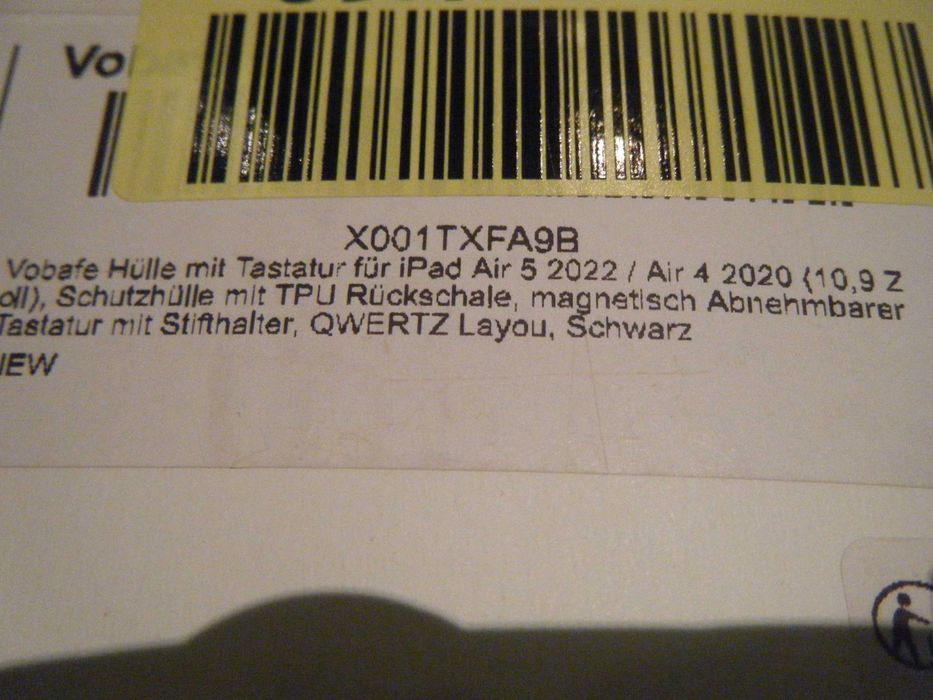 Vo
X001TXFA9B
Vobafe Hülle mit Tastatur für iPad Air 5 2022 / Air 4 2020 (10,9 Z
oll), Schutzhülle mit TPU Rückschale, magnetisch Abnehmbarer
Tastatur mit Stifthalter, QWERTZ Layou, Schwarz
NEW